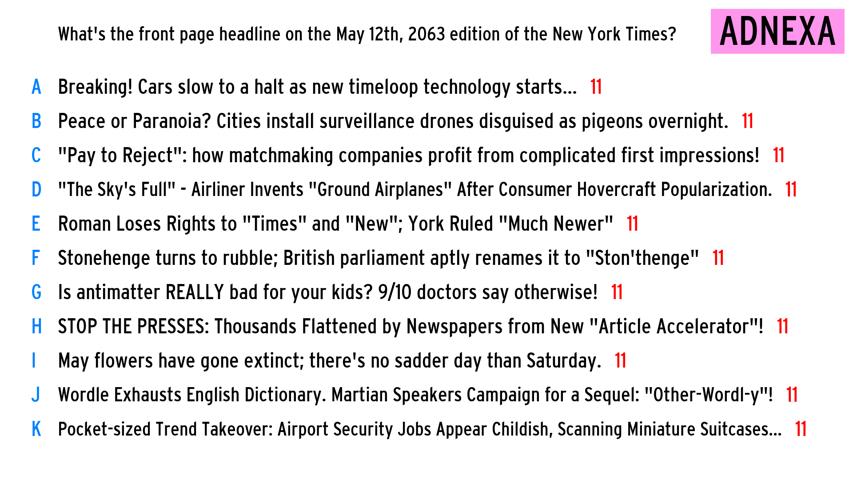 What's the front page headline on the May 12th, 2063 edition of the New York Times? ADNEXA
A Breaking! Cars slow to a halt as new timeloop technology starts... 11
B Peace or Paranoia? Cities install surveillance drones disguised as pigeons overnight. 11
C "Pay to Reject": how matchmaking companies profit from complicated first impressions! 11
D "The Sky's Full" - Airliner Invents "Ground Airplanes" After Consumer Hovercraft Popularization. 11
E Roman Loses Rights to "Times" and "New"; York Ruled "Much Newer" 11
F Stonehenge turns to rubble; British parliament aptly renames it to "Ston'thenge" 11
G Is antimatter REALLY bad for your kids? 9/10 doctors say otherwise! 11
H STOP THE PRESSES: Thousands Flattened by Newspapers from New "Article Accelerator"! 11
I May flowers have gone extinct; there's no sadder day than Saturday. 11
J Wordle Exhausts English Dictionary. Martian Speakers Campaign for a Sequel: "Other-Wordl-y"! 11
K Pocket-sized Trend Takeover: Airport Security Jobs Appear Childish, Scanning Miniature Suitcases... 11